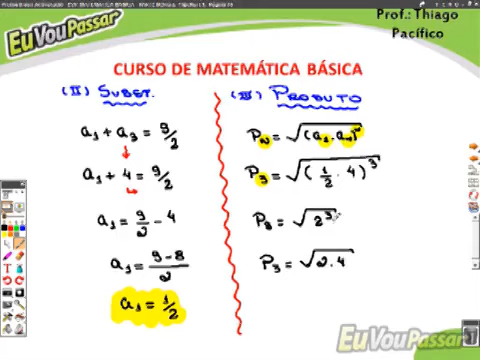 EuVouPassar
Prof.: Thiago
Pacífico
CURSO DE MATEMÁTICA BÁSICA
(II) SUBST.
a₁ + a₃ = 9/2
a₁ + 4 = 9/2
a₁ = 9/2 - 4
a₁ = 9-8/2
a₁ = 1/2
(III) PRODUTO
Pₙ = √(a₁ . aₙ)ⁿ
P₃ = √(1/2 . 4)³
P₃ = √2³
P₃ = √2.4
EuVouPassar